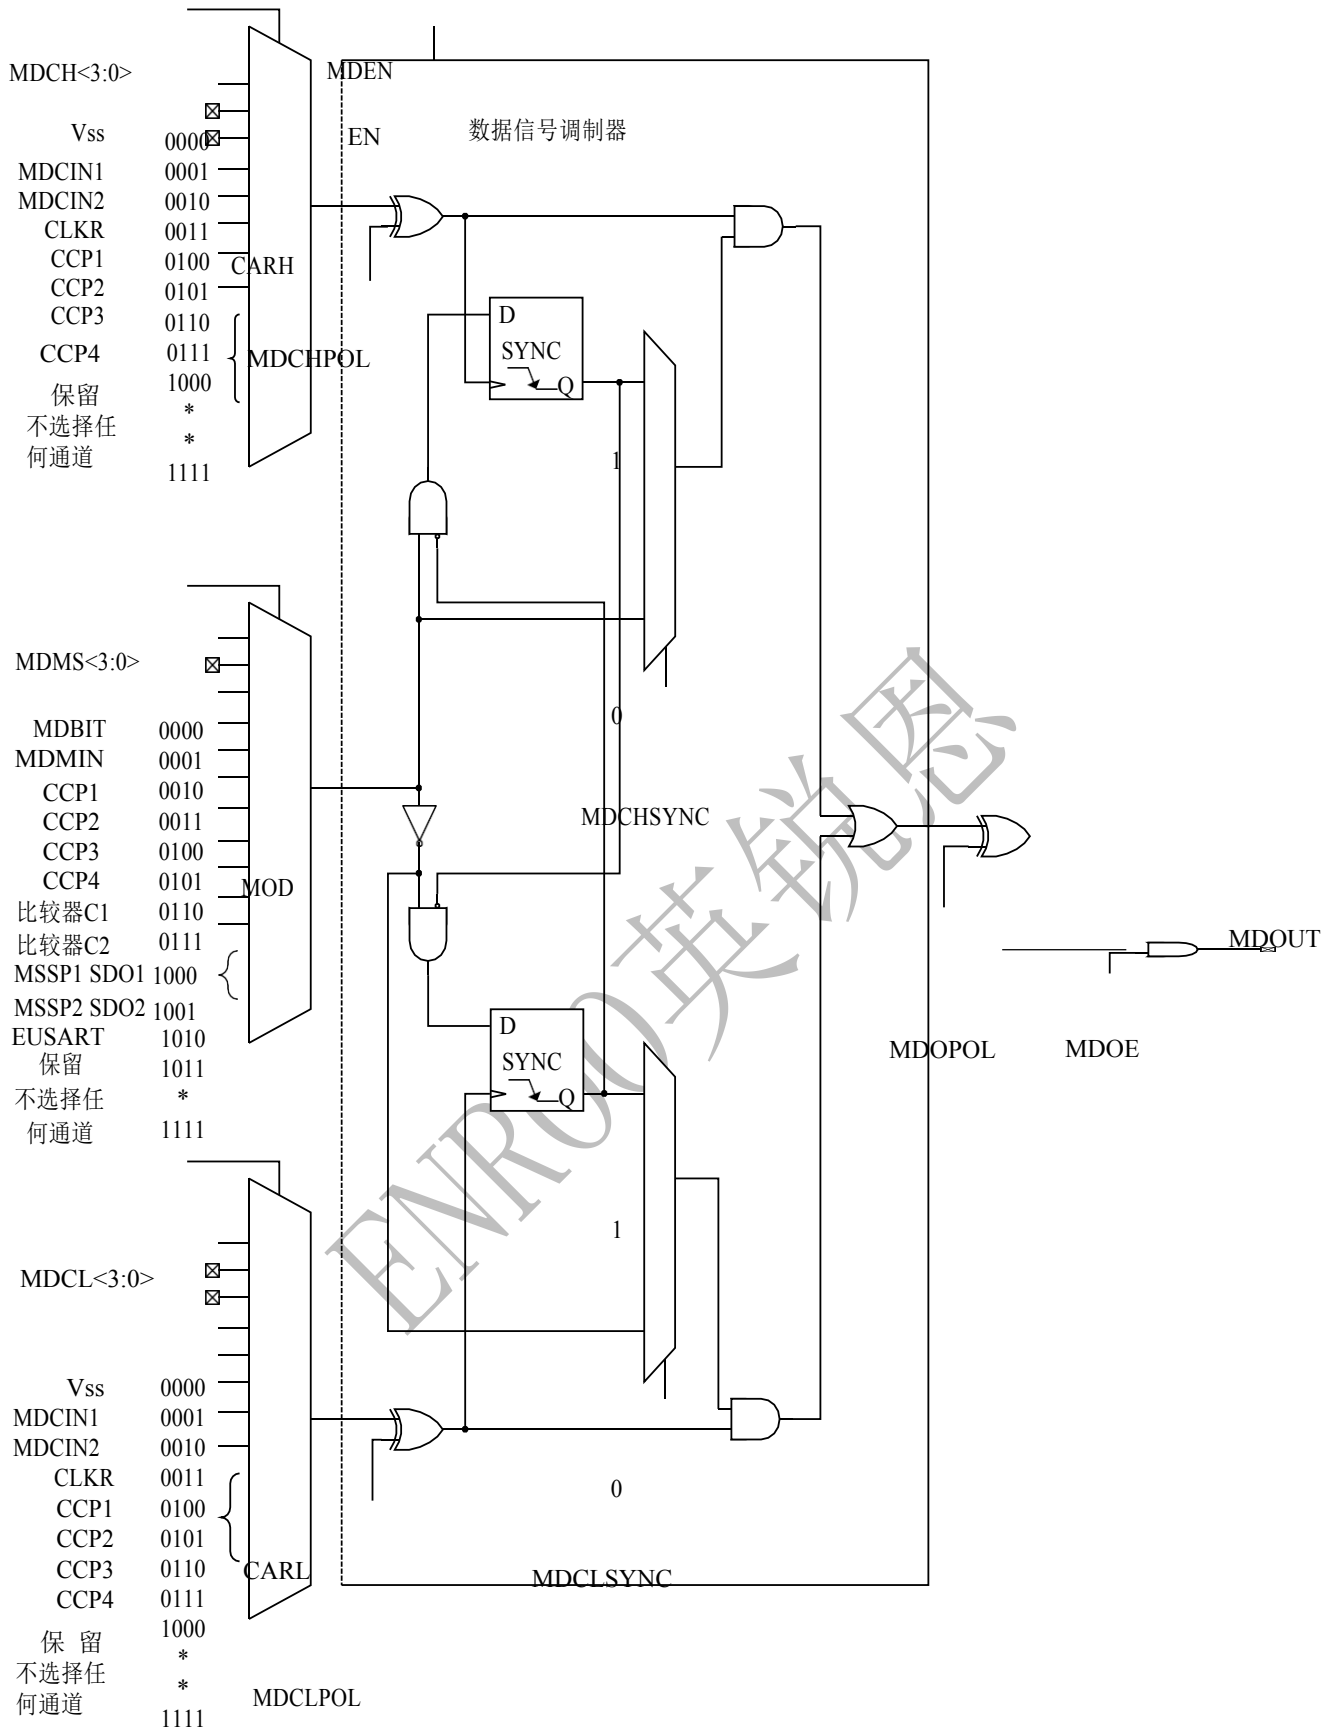 MDCH<3:0>
MDEN
Vss 0000
EN
数据信号调制器
MDCIN1 0001
MDCIN2 0010
CLKR 0011
CCP1 0100
CARH
CCP2 0101
CCP3 0110
D
CCP4 0111
MDCHPOL
SYNC
Q
保留 1000
不选择任 *
*
何通道 1111
1
MDMS<3:0>
0
MDBIT 0000
MDMIN 0001
CCP1 0010
MDCHSYNC
CCP2 0011
CCP3 0100
CCP4 0101
MOD
比较器C1 0110
比较器C2 0111
MDOUT
MSSP1 SDO1 1000
MSSP2 SDO2 1001
D
EUSART 1010
MDOPOL
MDOE
保留 1011
SYNC
Q
不选择任 *
何通道 1111
1
MDCL<3:0>
Vss 0000
MDCIN1 0001
MDCIN2 0010
CLKR 0011
0
CCP1 0100
CCP2 0101
CCP3 0110
CARL
MDCLSYNC
CCP4 0111
1000
保 留
*
不选择任
*
何通道
MDCLPOL
1111
ENROO英锐恩